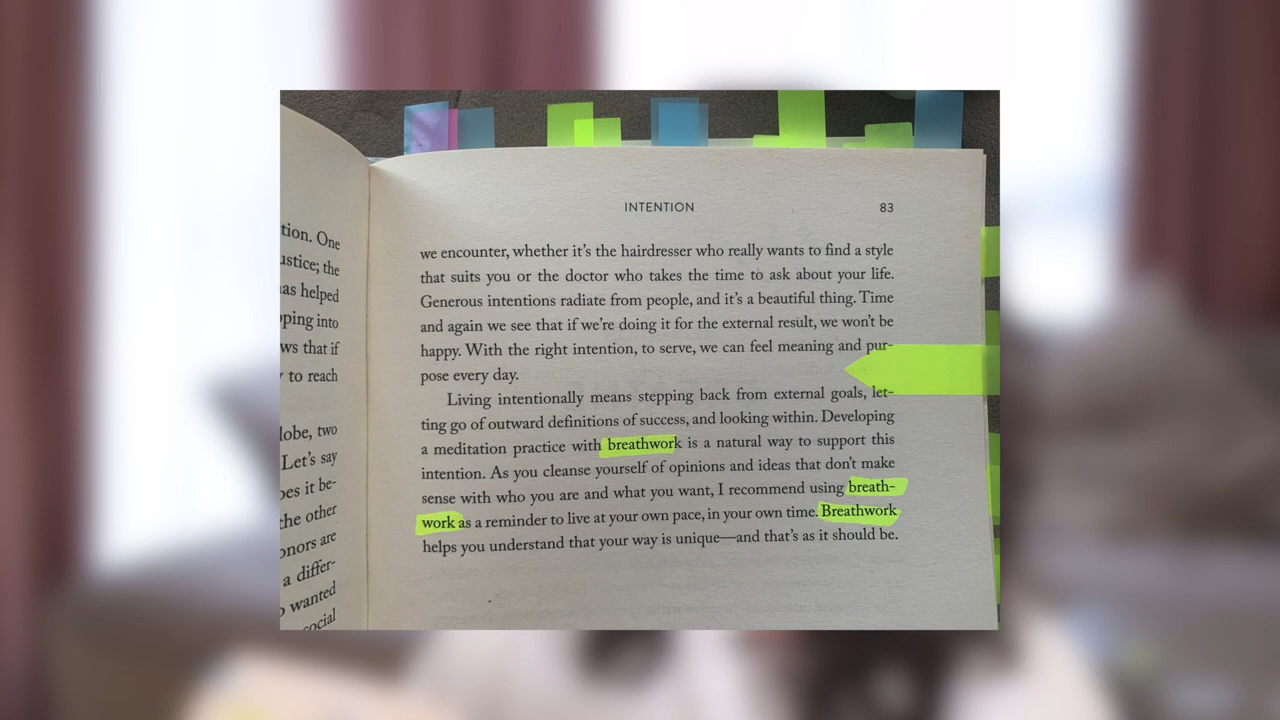 tion. One
ustice; the
as helped
pping into
ws that if
to reach
lobe, two
Let's say
oes it be-
the other
onors are
a differ-
wanted
ocial
INTENTION 83
we encounter, whether it's the hairdresser who really wants to find a style
that suits you or the doctor who takes the time to ask about your life.
Generous intentions radiate from people, and it's a beautiful thing. Time
and again we see that if we're doing it for the external result, we won't be
happy. With the right intention, to serve, we can feel meaning and pur-
pose every day.
Living intentionally means stepping back from external goals, let-
ting go of outward definitions of success, and looking within. Developing
a meditation practice with breathwork is a natural way to support this
intention. As you cleanse yourself of opinions and ideas that don't make
sense with who you are and what you want, I recommend using breath-
work as a reminder to live at your own pace, in your own time. Breathwork
helps you understand that your way is unique—and that's as it should be.